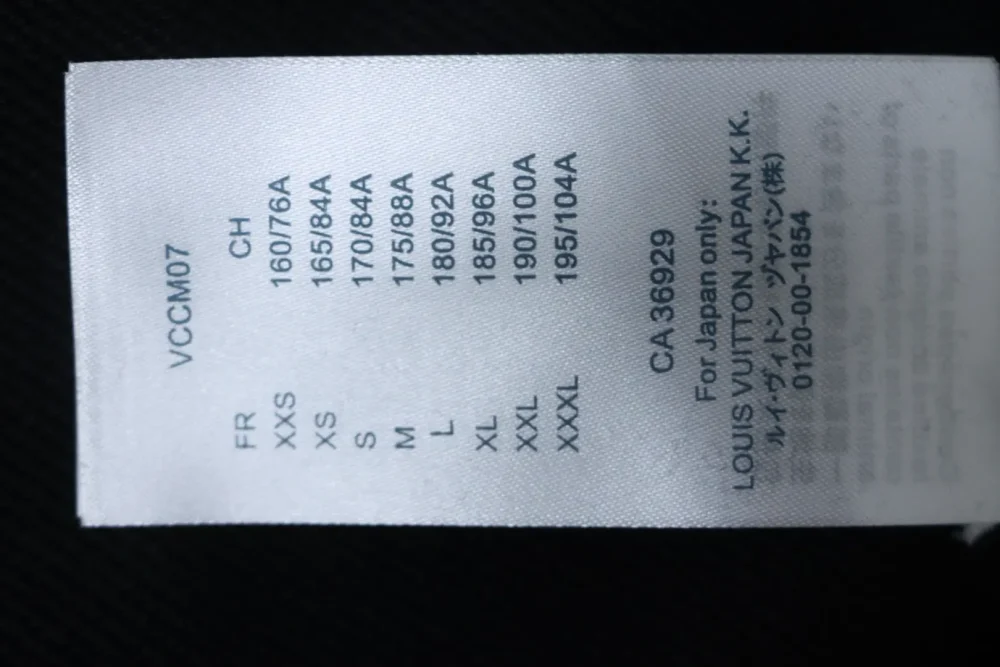 VCCM07
FR CH
XXS 160/76A
XS 165/84A
S 170/84A
M 175/88A
L 180/92A
XL 185/96A
XXL 190/100A
XXXL 195/104A
CA 36929
For Japan only:
LOUIS VUITTON JAPAN K.K.
ルイ・ヴィトン ヅヤパン(株)
0120-00-1854